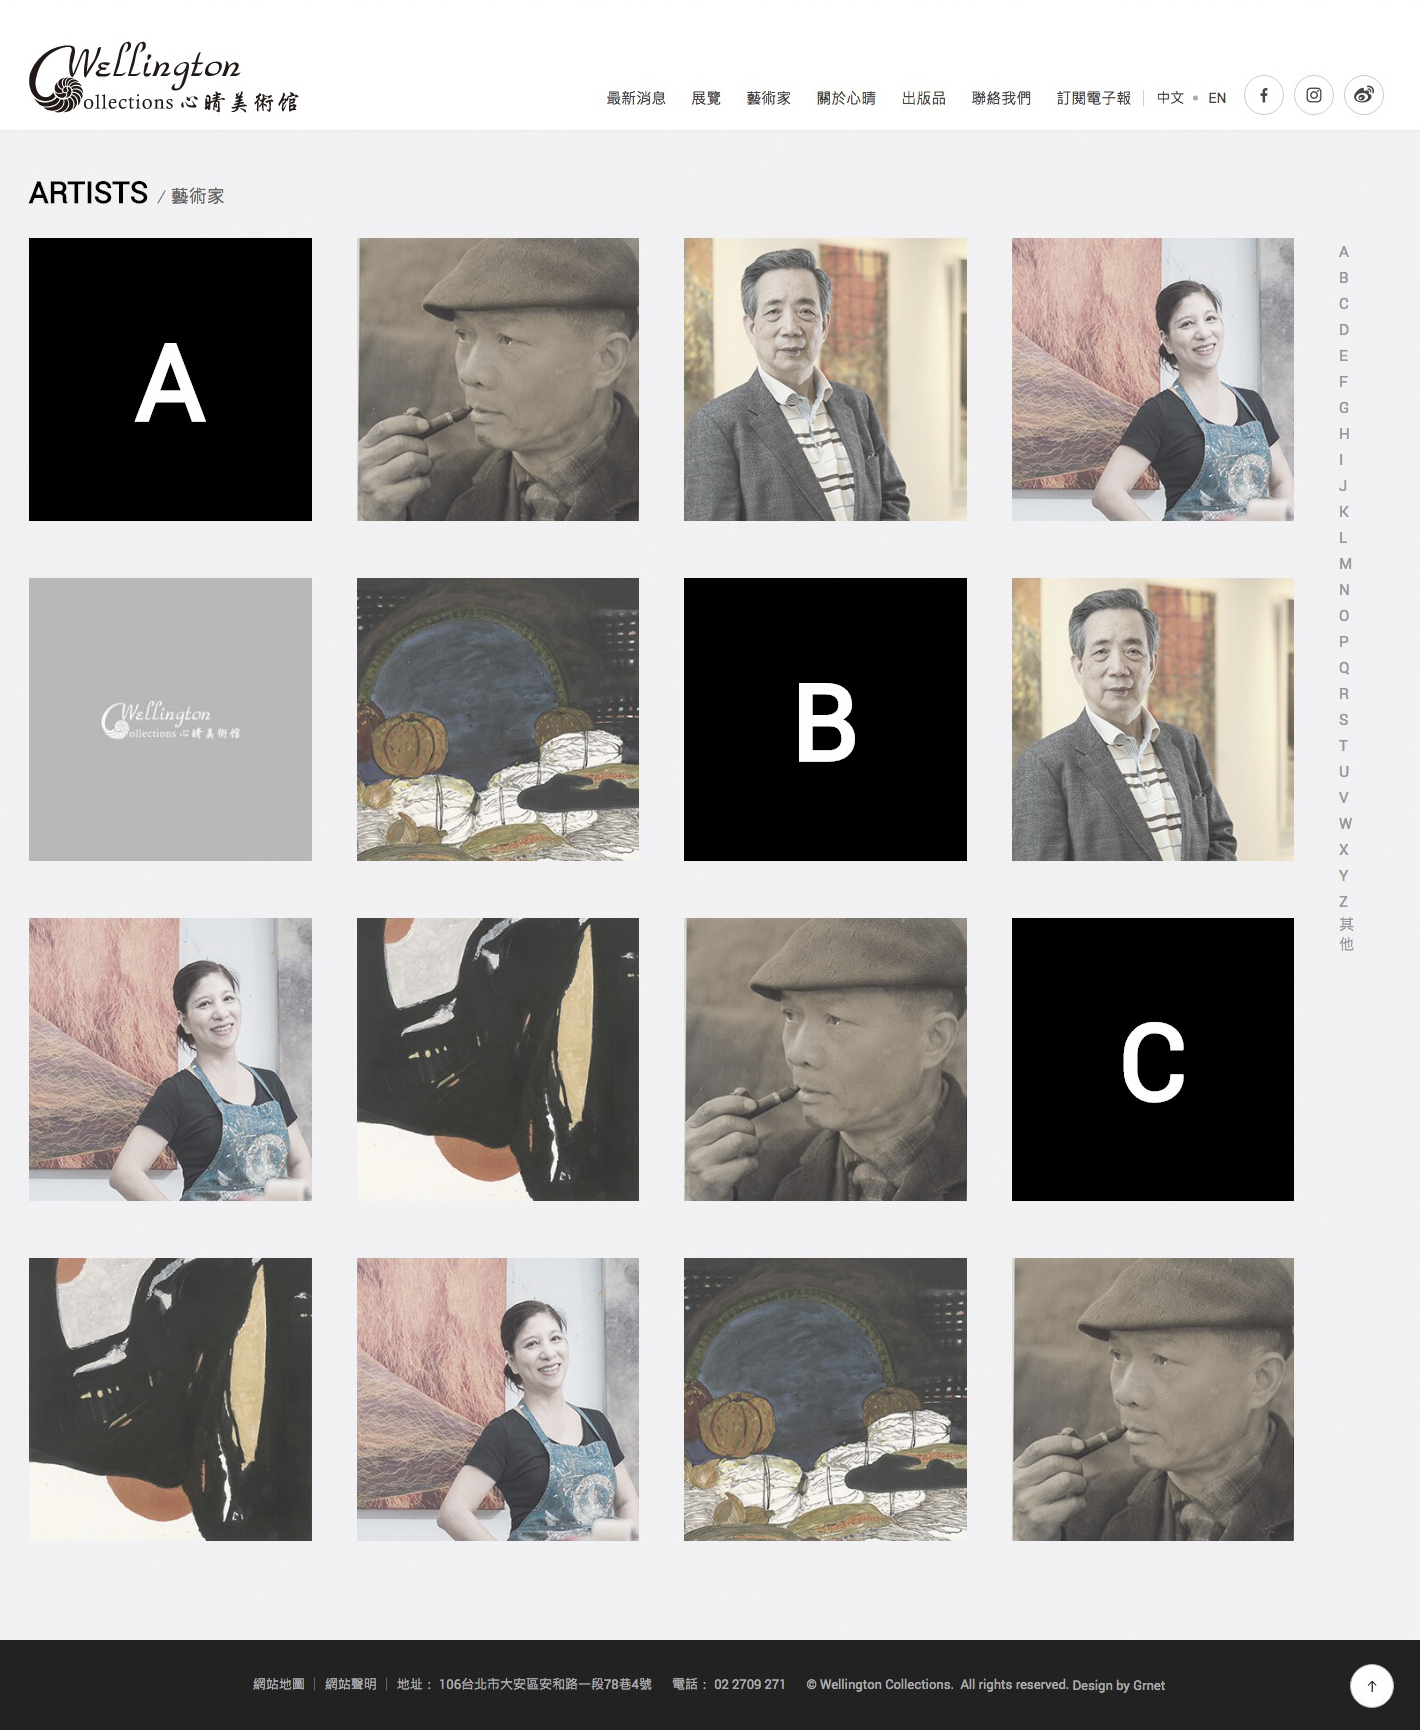 Wellington
Collections 心晴美術館
最新消息 展覽 藝術家 關於心晴 出版品 聯絡我們 訂閱電子報 中文 • EN
ARTISTS / 藝術家
A
B
C
D
E
F
G
H
I
J
K
L
M
N
O
P
Q
R
S
T
U
V
W
X
Y
Z
其
他
A
Wellington
Collections 心晴美術館
B
C
網站地圖 | 網站聲明 | 地址： 106台北市大安區安和路一段78巷4號 電話： 02 2709 271 © Wellington Collections. All rights reserved. Design by Grnet